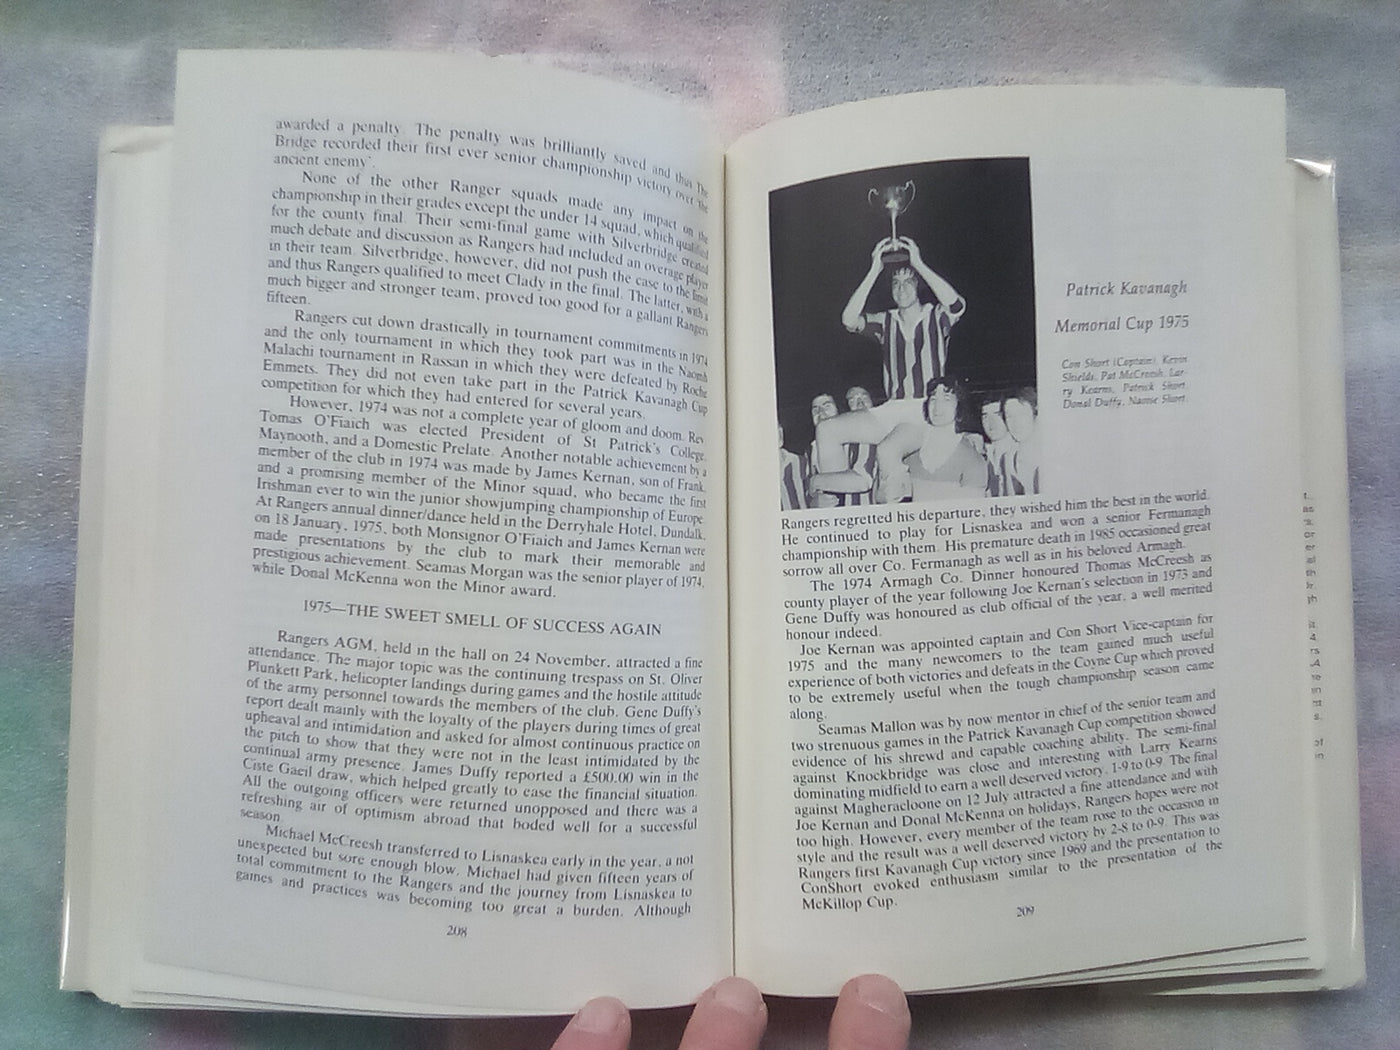 awarded a penalty. The penalty was brilliantly saved and thus The
Bridge recorded their first ever senior championship victory over 'the
ancient enemy'.
None of the other Ranger squads made any impact on the
championship in their grades except the under 14 squad, which qualified
for the county final. Their semi-final game with Silverbridge created
much debate and discussion as Rangers had included an overage player
in their team. Silverbridge, however, did not push the case to the limit
and thus Rangers qualified to meet Clady in the final. The latter, with a
much bigger and stronger team, proved too good for a gallant Rangers
fifteen.
Rangers cut down drastically in tournament commitments in 1974
and the only tournament in which they took part was in the Naomh
Malachi tournament in Rassan in which they were defeated by Roche
Emmets. They did not even take part in the Patrick Kavanagh Cup
competition for which they had entered for several years.
However, 1974 was not a complete year of gloom and doom. Rev
Tomas O'Fiaich was elected President of St Patrick's College,
Maynooth, and a Domestic Prelate. Another notable achievement by a
member of the club in 1974 was made by James Kernan, son of Frank,
and a promising member of the Minor squad, who became the first
Irishman ever to win the junior showjumping championship of Europe.
At Rangers annual dinner/dance held in the Derryhale Hotel, Dundalk,
on 18 January, 1975, both Monsignor O'Fiaich and James Kernan were
made presentations by the club to mark their memorable and
prestigious achievement. Seamas Morgan was the senior player of 1974,
while Donal McKenna won the Minor award.
1975—THE SWEET SMELL OF SUCCESS AGAIN
Rangers AGM, held in the hall on 24 November, attracted a fine
attendance. The major topic was the continuing trespass on St. Oliver
Plunkett Park, helicopter landings during games and the hostile attitude
of the army personnel towards the members of the club. Gene Duffy's
report dealt mainly with the loyalty of the players during times of great
upheaval and intimidation and asked for almost continuous practice on
the pitch to show that they were not in the least intimidated by the
continual army presence. James Duffy reported a £500.00 win in the
Ciste Gaeil draw, which helped greatly to ease the financial situation.
All the outgoing officers were returned unopposed and there was a
refreshing air of optimism abroad that boded well for a successful
season.
Michael McCreesh transferred to Lisnaskea early in the year, a not
unexpected but sore enough blow. Michael had given fifteen years of
total commitment to the Rangers and the journey from Lisnaskea to
games and practices was becoming too great a burden. Although
208
Patrick Kavanagh
Memorial Cup 1975
Con Short (Captain), Kevin
Shields, Pat McCreesh, Lar-
ry Kearns, Patrick Short,
Donal Duffy, Naoise Short.
Rangers regretted his departure, they wished him the best in the world.
He continued to play for Lisnaskea and won a senior Fermanagh
championship with them. His premature death in 1985 occasioned great
sorrow all over Co. Fermanagh as well as in his beloved Armagh.
The 1974 Armagh Co. Dinner honoured Thomas McCreesh as
county player of the year following Joe Kernan's selection in 1973 and
Gene Duffy was honoured as club official of the year, a well merited
honour indeed.
Joe Kernan was appointed captain and Con Short Vice-captain for
1975 and the many newcomers to the team gained much useful
experience of both victories and defeats in the Coyne Cup which proved
to be extremely useful when the tough championship season came
along.
Seamas Mallon was by now mentor in chief of the senior team and
two strenuous games in the Patrick Kavanagh Cup competition showed
evidence of his shrewd and capable coaching ability. The semi-final
against Knockbridge was close and interesting with Larry Kearns
dominating midfield to earn a well deserved victory, 1-9 to 0-9. The final
against Magheracloone on 12 July attracted a fine attendance and with
Joe Kernan and Donal McKenna on holidays, Rangers hopes were not
too high. However, every member of the team rose to the occasion in
style and the result was a well deserved victory by 2-8 to 0-9. This was
Rangers first Kavanagh Cup victory since 1969 and the presentation to
ConShort evoked enthusiasm similar to the presentation of the
McKillop Cup.
209